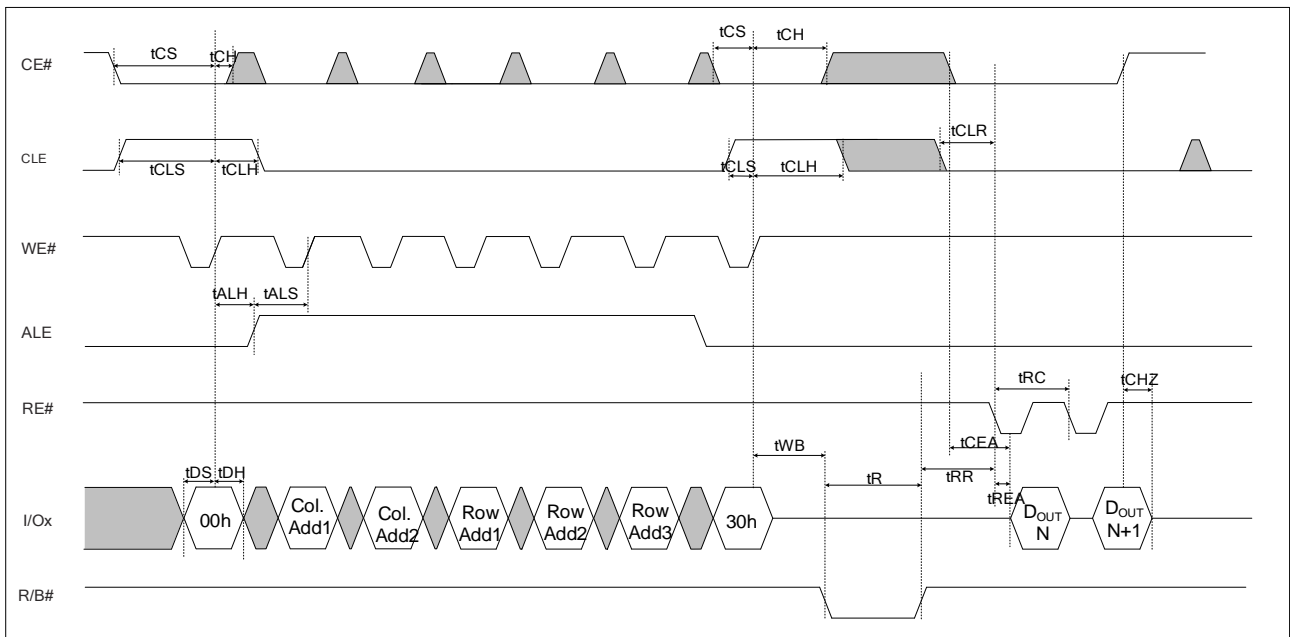 tCS
tCH
tCS
tCH
CE#
tCLR
CLE
tCLS
tCLH
tCLS
tCLH
WE#
tALH
tALS
ALE
tRC
tCHZ
RE#
tWB
tCEA
tDS
tDH
tR
tRR
tREA
I/Ox
00h
Col.
Add1
Col.
Add2
Row
Add1
Row
Add2
Row
Add3
30h
DOUT
N
DOUT
N+1
R/B#